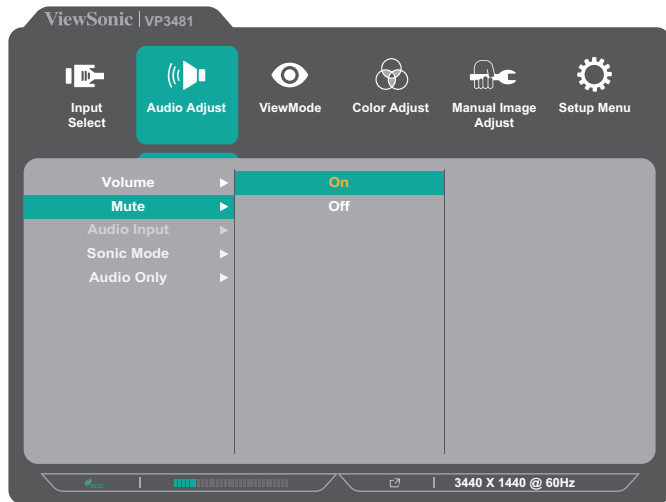 ViewSonic | VP3481
Input Select
Audio Adjust
ViewMode
Color Adjust
Manual Image Adjust
Setup Menu
Volume
On
Mute
Off
Audio Input
Sonic Mode
Audio Only
eco
3440 X 1440 @ 60Hz